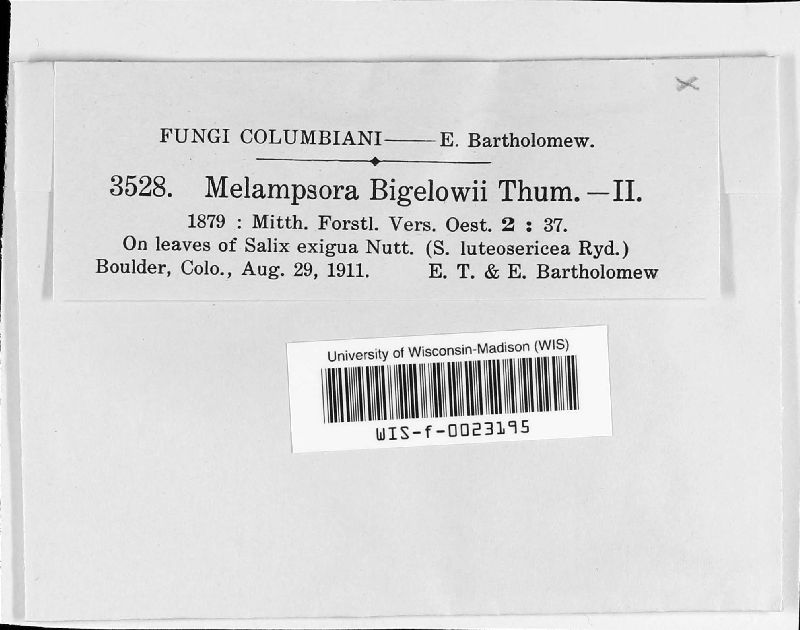 FUNGI COLUMBIANI—— E. Bartholomew.
3528. Melampsora Bigelowii Thum. — II.
1879 : Mitth. Forstl. Vers. Oest. 2 : 37.
On leaves of Salix exigua Nutt. (S. luteosericea Ryd.)
Boulder, Colo., Aug. 29, 1911. E. T. & E. Bartholomew
University of Wisconsin-Madison (WIS)
WIS-f-0023195